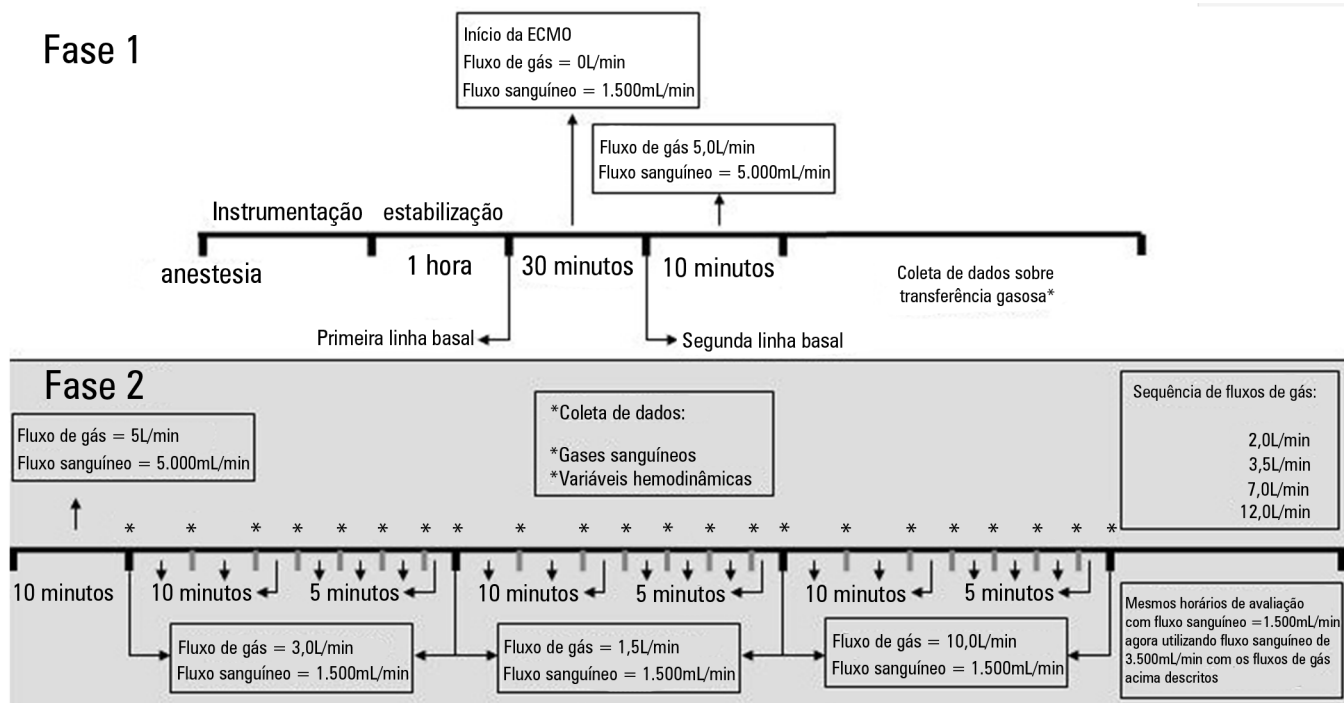 Fase 1
Início da ECMO
Fluxo de gás = 0L/min
Fluxo sanguíneo = 1.500mL/min
Fluxo de gás 5,0L/min
Fluxo sanguíneo = 5.000mL/min
Instrumentação
estabilização
anestesia
1 hora
30 minutos
10 minutos
Coleta de dados sobre
transferência gasosa*
Primeira linha basal
Segunda linha basal
Fase 2
Fluxo de gás = 5L/min
Fluxo sanguíneo = 5.000mL/min
*Coleta de dados:
*Gases sanguíneos
*Variáveis hemodinâmicas
Sequência de fluxos de gás:
2,0L/min
3,5L/min
7,0L/min
12,0L/min
* * * * * * * * * * * * * * * * * * * * * *
10 minutos
10 minutos
5 minutos
10 minutos
5 minutos
10 minutos
5 minutos
Fluxo de gás = 3,0L/min
Fluxo sanguíneo = 1.500mL/min
Fluxo de gás = 1,5L/min
Fluxo sanguíneo = 1.500mL/min
Fluxo de gás = 10,0L/min
Fluxo sanguíneo = 1.500mL/min
Mesmos horários de avaliação
com fluxo sanguíneo =1.500mL/min
agora utilizando fluxo sanguíneo de
3.500mL/min com os fluxos de gás
acima descritos